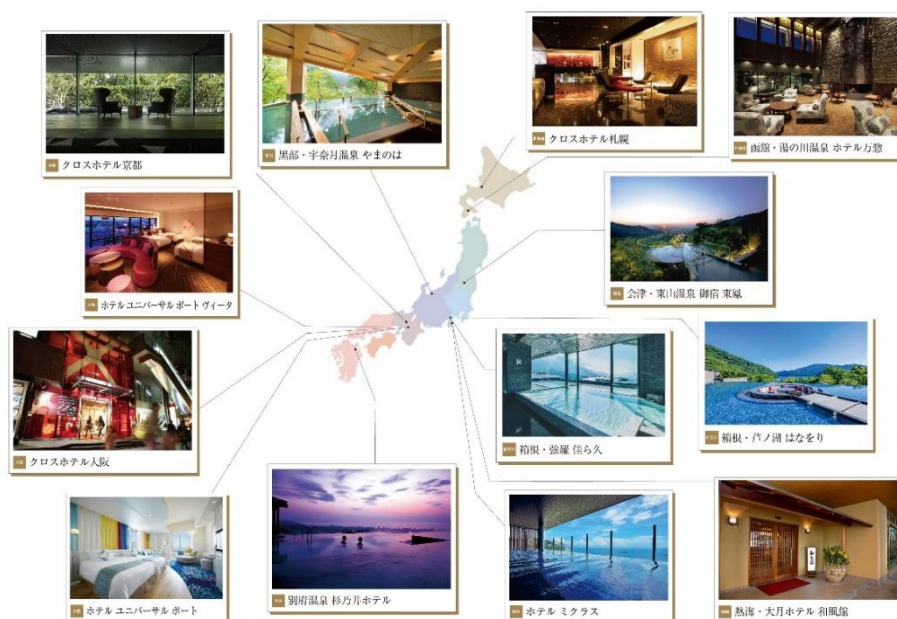 クロスホテル京都
黒部・宇奈月温泉 やまのは
クロスホテル札幌
函館・湯の川温泉 ホテル万惣
ホテル ユニバーサル ポート ヴィータ
会津・東山温泉 御宿 東鳳
クロスホテル大阪
箱根・強羅 佳ら久
箱根・芦ノ湖 はなをり
ホテル ユニバーサル ポート
別府温泉 杉乃井ホテル
ホテル ミクラス
熱海・大月ホテル 和風館